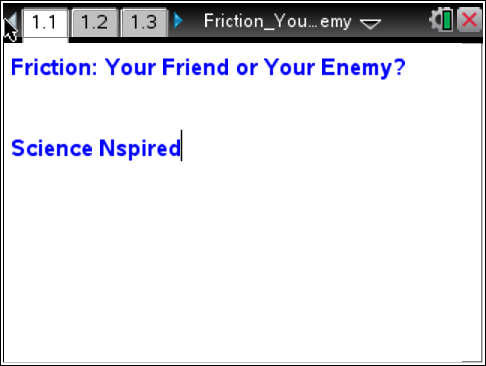 1.1 1.2 1.3 Friction_You...emy
Friction: Your Friend or Your Enemy?
Science Nspired